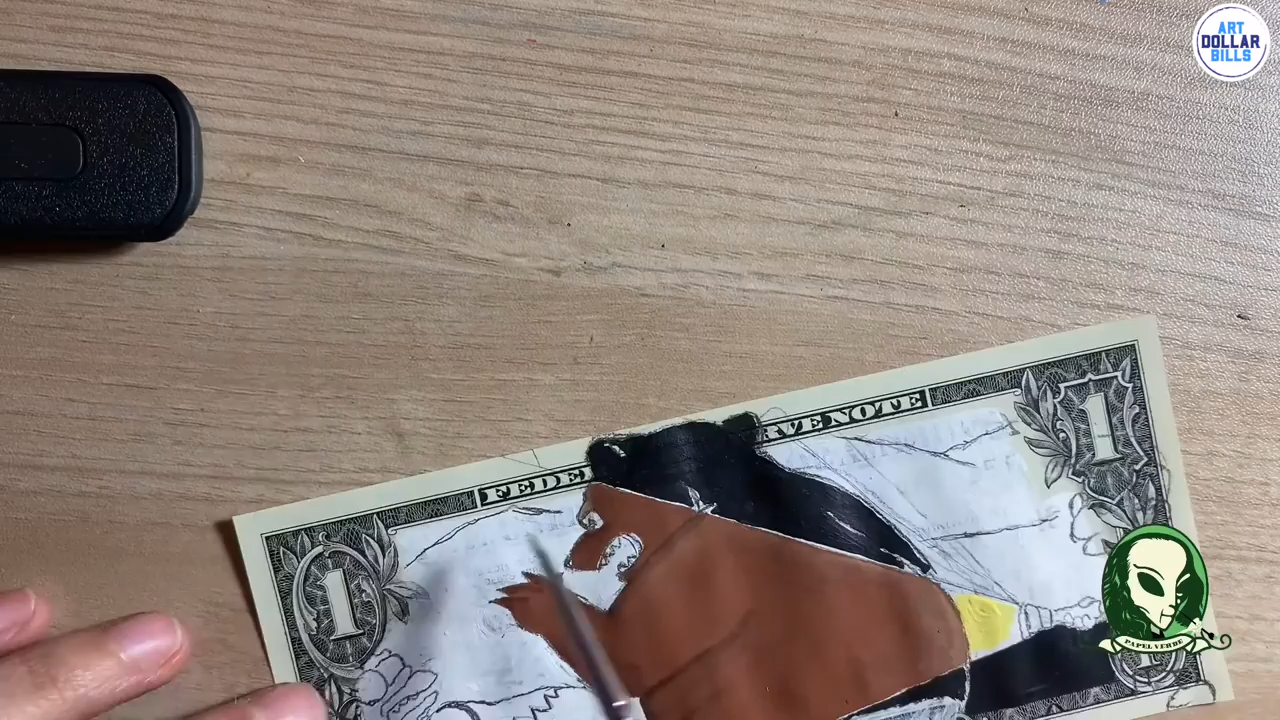 ART
DOLLAR
BILLS
FEDE
RVE NOTE
1
1
1
PAPEL VERDE